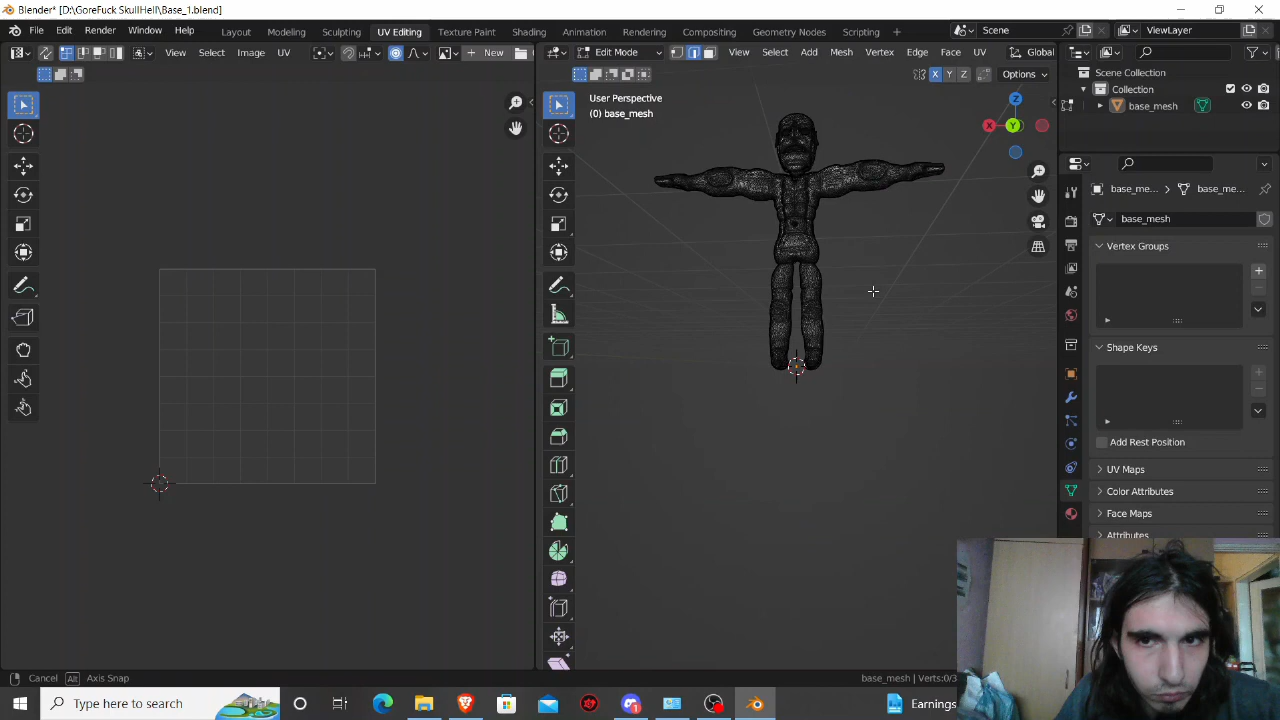 Blender* [D:\GoreFuck SkullHell\Base_1.blend]
File Edit Render Window Help Layout Modeling Sculpting UV Editing Texture Paint Shading Animation Rendering Compositing Geometry Nodes Scripting Scene ViewLayer
View Select Image UV New Edit Mode View Select Add Mesh Vertex Edge Face UV Global
X Y Z Options
Scene Collection
Collection
base_mesh
User Perspective
(0) base_mesh
Z
X Y
base_me... base_me...
base_mesh
Vertex Groups
Shape Keys
Add Rest Position
UV Maps
Color Attributes
Face Maps
Attributes
Cancel Alt Axis Snap base_mesh | Verts:0/3
Type here to search Earnings